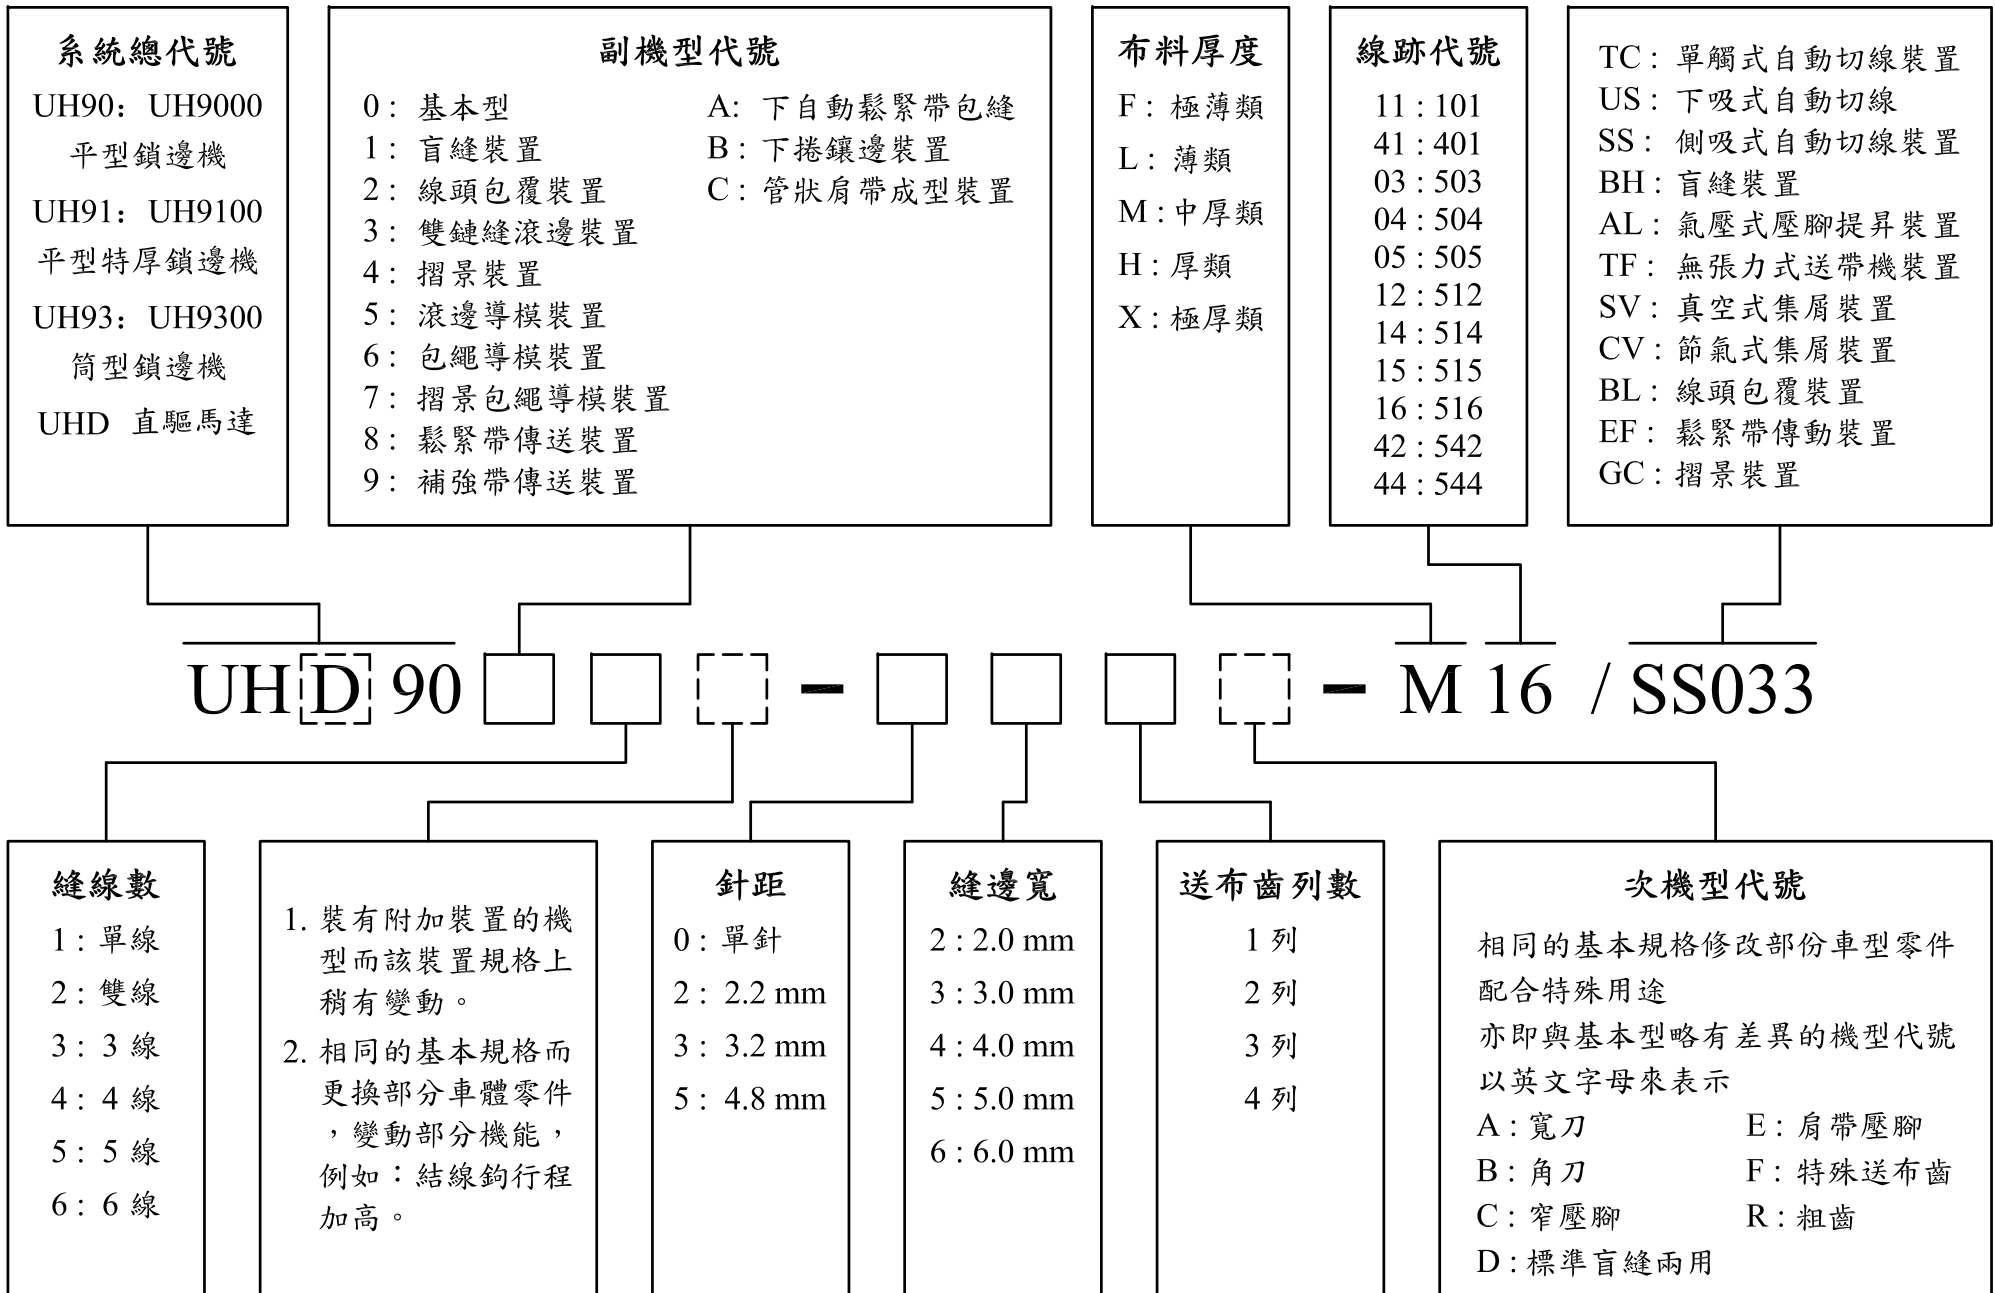 系統總代號
UH90：UH9000
平型鎖邊機
UH91：UH9100
平型特厚鎖邊機
UH93：UH9300
筒型鎖邊機
UHD 直驅馬達
副機型代號
0：基本型
1：盲縫裝置
2：線頭包覆裝置
3：雙鏈縫滾邊裝置
4：摺景裝置
5：滾邊導模裝置
6：包繩導模裝置
7：摺景包繩導模裝置
8：鬆緊帶傳送裝置
9：補強帶傳送裝置
A：下自動鬆緊帶包縫
B：下捲鑲邊裝置
C：管狀肩帶成型裝置
布料厚度
F：極薄類
L：薄類
M：中厚類
H：厚類
X：極厚類
線跡代號
11：101
41：401
03：503
04：504
05：505
12：512
14：514
15：515
16：516
42：542
44：544
TC：單觸式自動切線裝置
US：下吸式自動切線
SS：側吸式自動切線裝置
BH：盲縫裝置
AL：氣壓式壓腳提昇裝置
TF：無張力式送帶機裝置
SV：真空式集屑裝置
CV：節氣式集屑裝置
BL：線頭包覆裝置
EF：鬆緊帶傳動裝置
GC：摺景裝置
UH D 90 □ □ □ - □ □ □ □ - M 16 / SS033
縫線數
1：單線
2：雙線
3：3 線
4：4 線
5：5 線
6：6 線
1. 裝有附加裝置的機
型而該裝置規格上
稍有變動。
2. 相同的基本規格而
更換部分車體零件
，變動部分機能，
例如：結線鉤行程
加高。
針距
0：單針
2：2.2 mm
3：3.2 mm
5：4.8 mm
縫邊寬
2：2.0 mm
3：3.0 mm
4：4.0 mm
5：5.0 mm
6：6.0 mm
送布齒列數
1 列
2 列
3 列
4 列
次機型代號
相同的基本規格修改部份車型零件
配合特殊用途
亦即與基本型略有差異的機型代號
以英文字母來表示
A：寬刀
B：角刀
C：窄壓腳
D：標準盲縫兩用
E：肩帶壓腳
F：特殊送布齒
R：粗齒